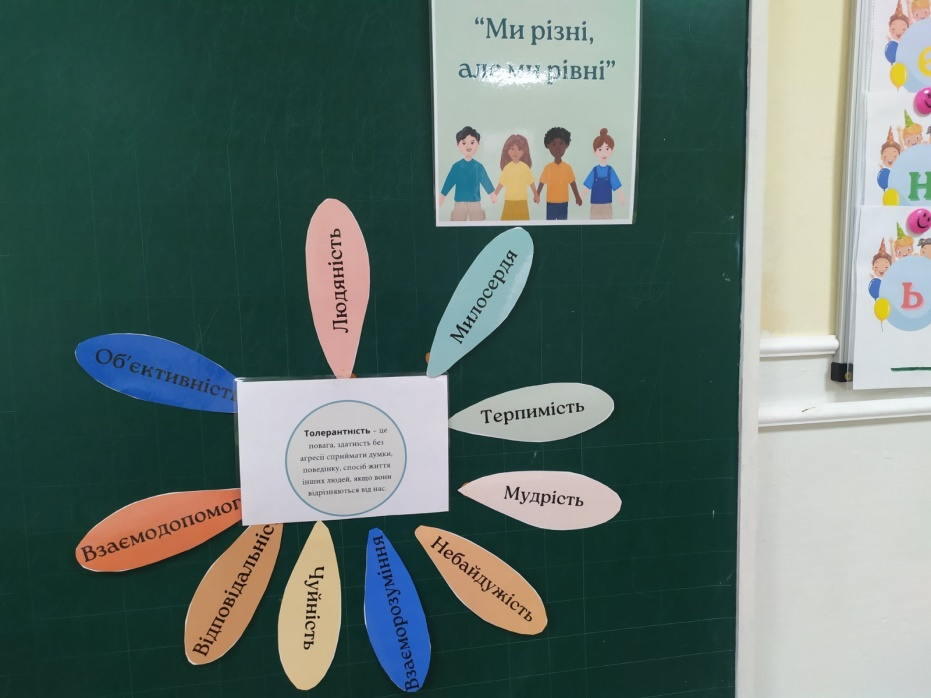 “Ми різні,
але ми рівні”
Людяність
Милосердя
Об'єктивніст
Терпимість
Толерантність – це
повага, здатність без
агресії сприймати думки,
поведінку, спосіб життя
інших людей, якщо вони
відрізняються від нас.
Мудрість
Взаємодопомог
Відповідальніс
Чуйність
Взаєморозуміння
Небайдужість
Н
Ь